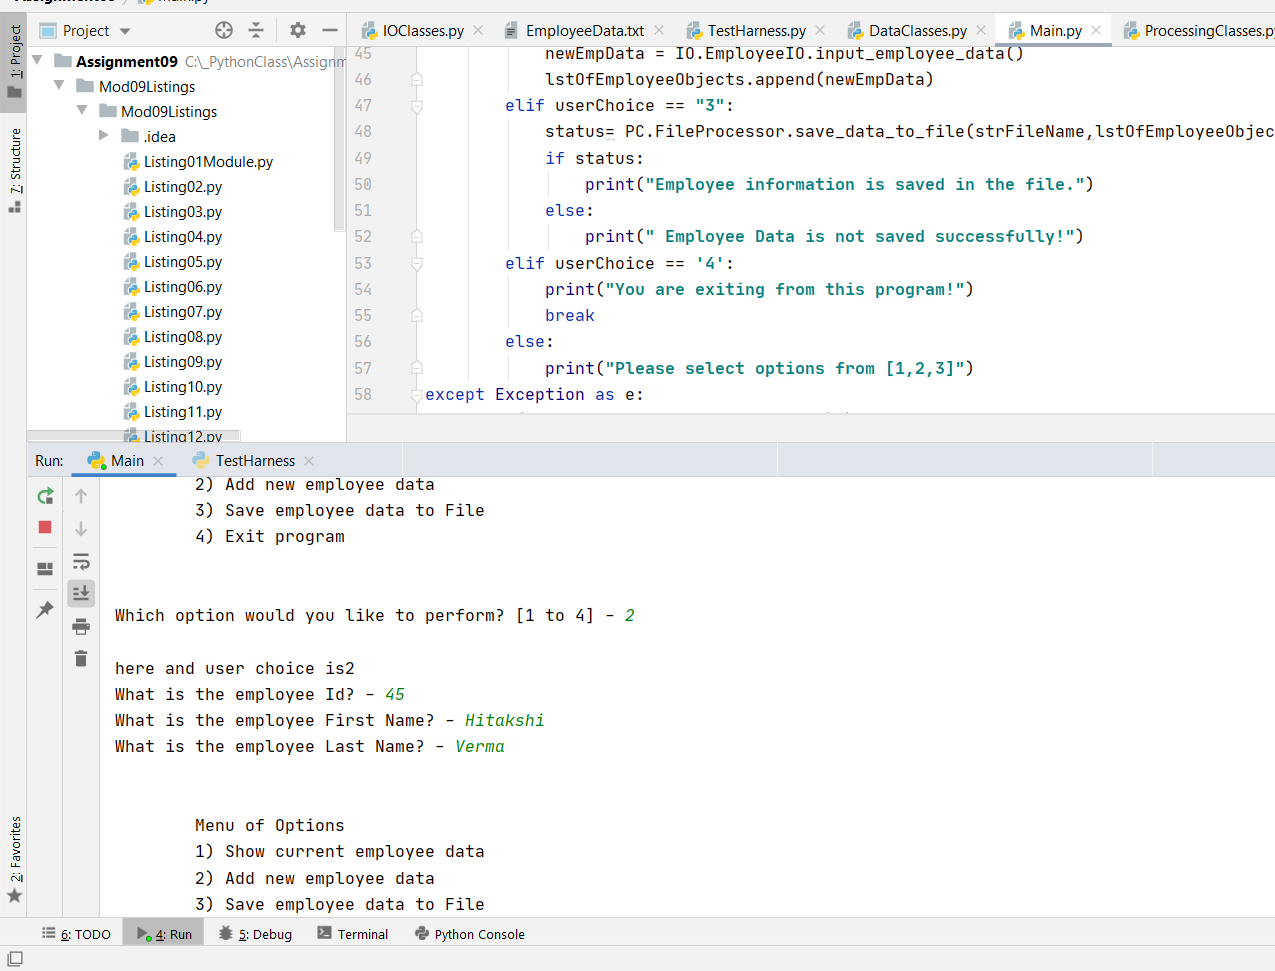 Project
IOClasses.py
EmployeeData.txt
TestHarness.py
DataClasses.py
Main.py
ProcessingClasses.py
1: Project
7: Structure
2: Favorites
Assignment09 C:\_PythonClass\Assignm
Mod09Listings
Mod09Listings
.idea
Listing01Module.py
Listing02.py
Listing03.py
Listing04.py
Listing05.py
Listing06.py
Listing07.py
Listing08.py
Listing09.py
Listing10.py
Listing11.py
Listing12.py
45 newEmpData = IO.EmployeeIO.input_employee_data()
46 lstOfEmployeeObjects.append(newEmpData)
47 elif userChoice == "3":
48 status= PC.FileProcessor.save_data_to_file(strFileName,lstOfEmployeeObjec
49 if status:
50 print("Employee information is saved in the file.")
51 else:
52 print(" Employee Data is not saved successfully!")
53 elif userChoice == '4':
54 print("You are exiting from this program!")
55 break
56 else:
57 print("Please select options from [1,2,3]")
58 except Exception as e:
Run: Main TestHarness
2) Add new employee data
3) Save employee data to File
4) Exit program
Which option would you like to perform? [1 to 4] - 2
here and user choice is2
What is the employee Id? - 45
What is the employee First Name? - Hitakshi
What is the employee Last Name? - Verma
Menu of Options
1) Show current employee data
2) Add new employee data
3) Save employee data to File
6: TODO 4: Run 5: Debug Terminal Python Console